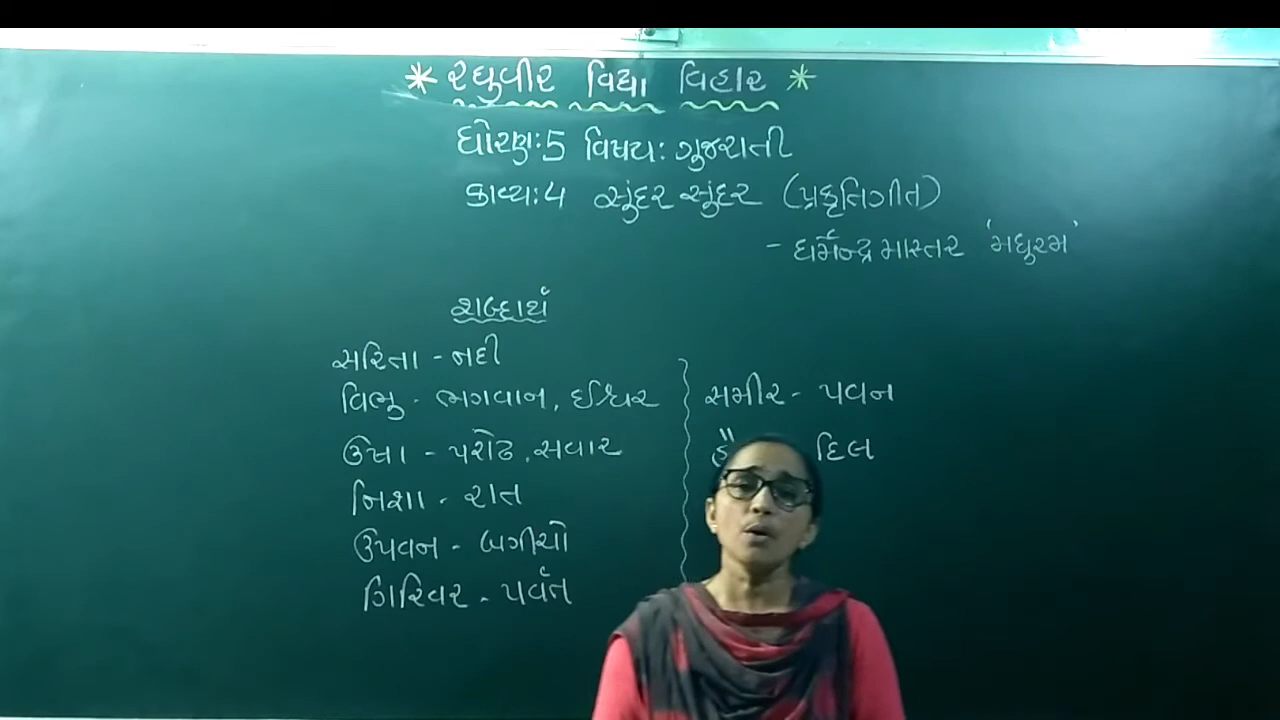 * રઘુવીર વિદ્યા વિહાર *
ધોરણ:5 વિષય: ગુજરાતી
કાવ્ય:4 સુંદર સુંદર (પ્રકૃતિગીત)
- ધર્મેન્દ્ર માસ્તર 'મધુરમ'
શબ્દાર્થ
સરિતા - નદી
વિભુ - ભગવાન, ઈશ્વર
ઉષા - પરોઢ, સવાર
નિશા - રાત
ઉપવન - બગીચો
ગિરિવર - પર્વત
સમીર - પવન
દિલ